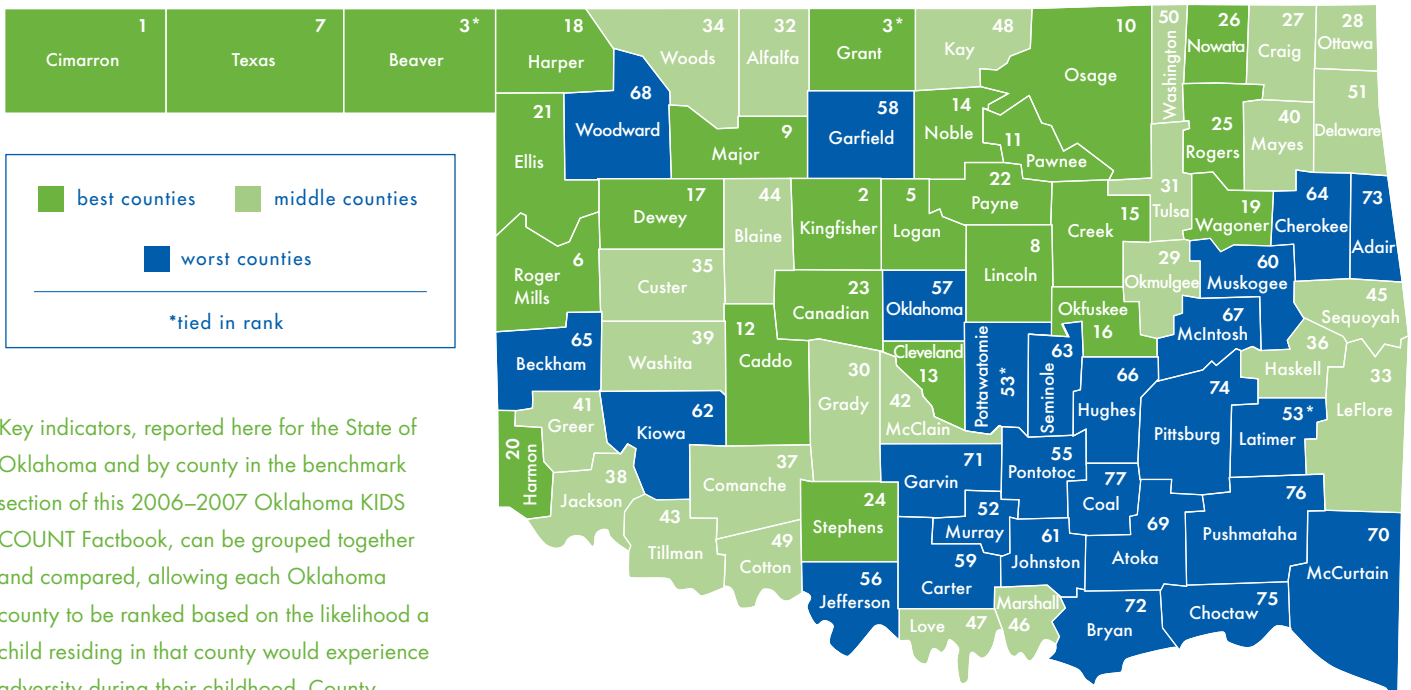 1
Cimarron
7
Texas
3*
Beaver
18
Harper
34
Woods
32
Alfalfa
3*
Grant
48
Kay
10
Osage
50
Washington
26
Nowata
27
Craig
28
Ottawa
21
Ellis
68
Woodward
9
Major
58
Garfield
14
Noble
11
Pawnee
25
Rogers
40
Mayes
51
Delaware
best counties
middle counties
worst counties
*tied in rank
17
Dewey
44
Blaine
2
Kingfisher
5
Logan
22
Payne
15
Creek
31
Tulsa
19
Wagoner
64
Cherokee
73
Adair
6
Roger
Mills
35
Custer
23
Canadian
57
Oklahoma
8
Lincoln
Okfuskee
16
29
Okmulgee
60
Muskogee
45
Sequoyah
65
Beckham
39
Washita
12
Caddo
30
Grady
Cleveland
13
42
McClain
Pottawatomie
53*
Seminole
63
66
Hughes
67
McIntosh
36
Haskell
33
LeFlore
41
Greer
62
Kiowa
20
Harmon
38
Jackson
37
Comanche
71
Garvin
55
Pontotoc
74
Pittsburg
53*
Latimer
43
Tillman
49
Cotton
24
Stephens
52
Murray
77
Coal
69
Atoka
76
Pushmataha
70
McCurtain
56
Jefferson
59
Carter
61
Johnston
Love 47
Marshall
46
72
Bryan
75
Choctaw
Key indicators, reported here for the State of
Oklahoma and by county in the benchmark
section of this 2006–2007 Oklahoma KIDS
COUNT Factbook, can be grouped together
and compared, allowing each Oklahoma
county to be ranked based on the likelihood a
child residing in that county would experience
adversity during their childhood. County